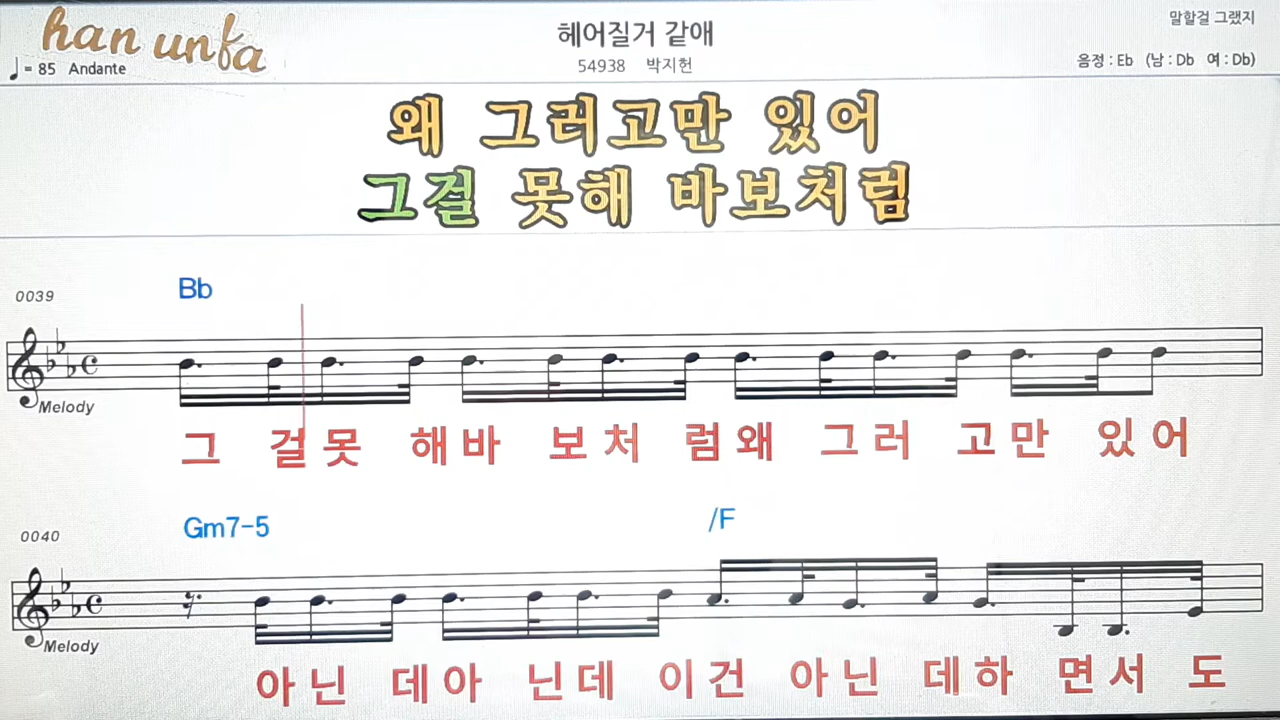 han unfa
♩= 85 Andante
헤어질거 같애
54938 박지헌
말할걸 그랬지
음정 : Eb (남 : Db 여 : Db)
왜 그러고만 있어
그걸 못해 바보처럼
0039
Bb
Melody
그 걸못 해바 보처 럼왜 그러 고만 있어
0040
Gm7-5 /F
Melody
아닌 데아 닌데 이건 아닌 데하 면서 도